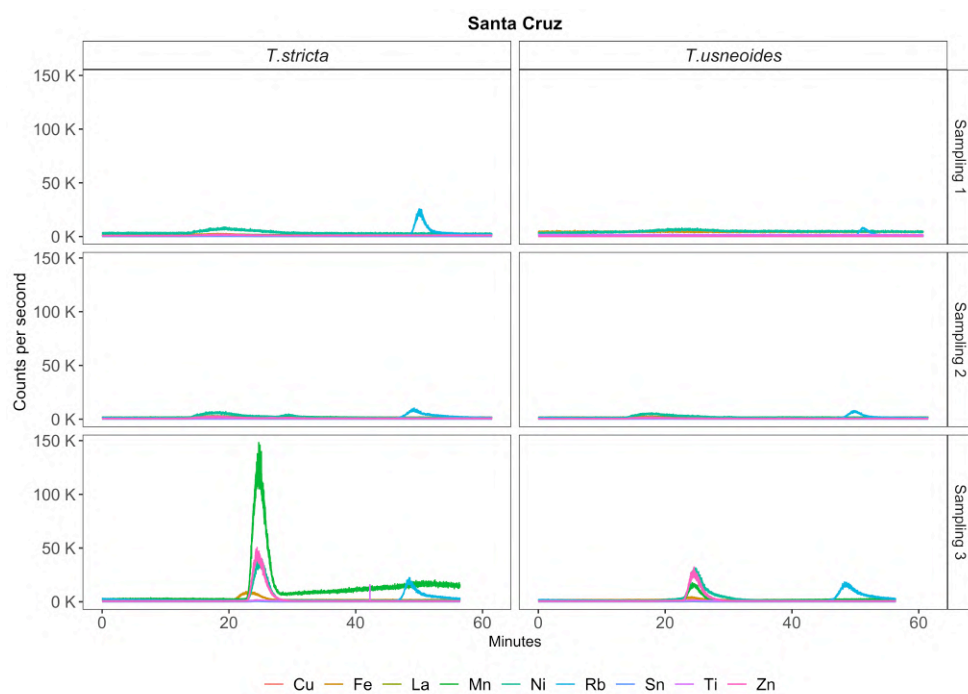 Santa Cruz
T.stricta
T.usneoides
150 K
100 K
50 K
0 K
Sampling 1
150 K
100 K
50 K
0 K
Sampling 2
150 K
100 K
50 K
0 K
Sampling 3
Counts per second
0 20 40 60 0 20 40 60
Minutes
Cu Fe La Mn Ni Rb Sn Ti Zn